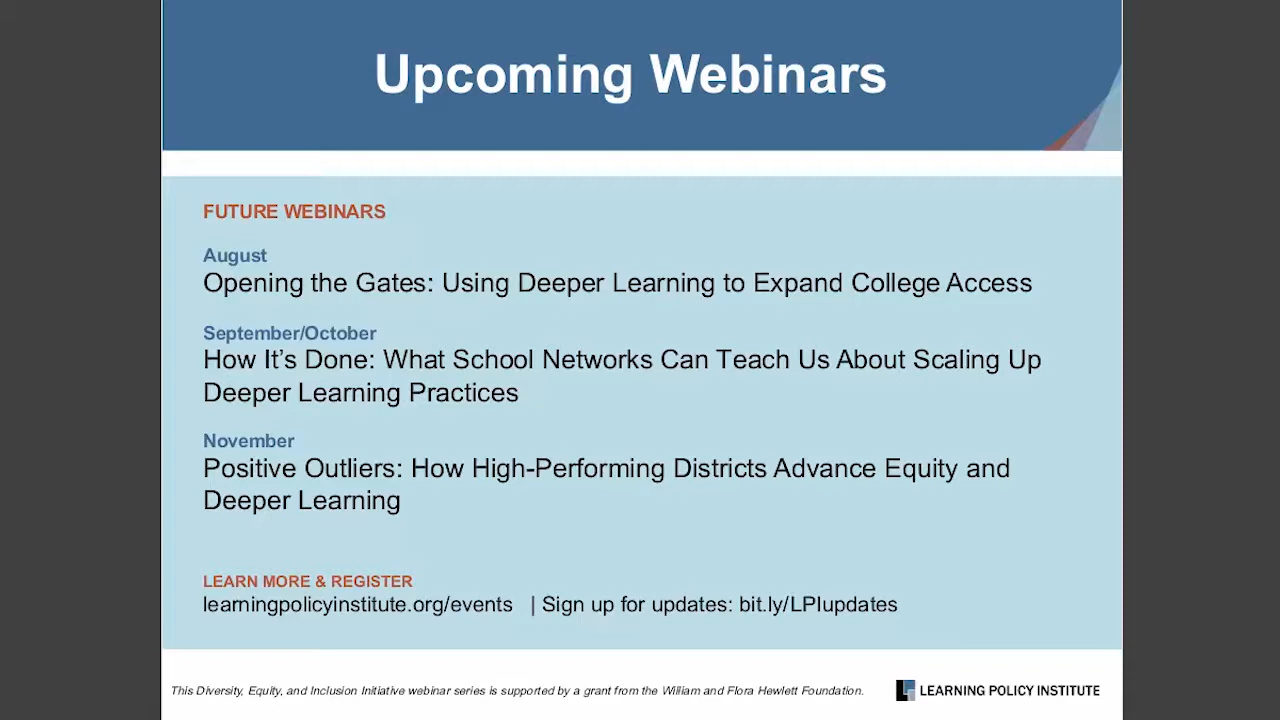 Upcoming Webinars
FUTURE WEBINARS
August
Opening the Gates: Using Deeper Learning to Expand College Access
September/October
How It’s Done: What School Networks Can Teach Us About Scaling Up
Deeper Learning Practices
November
Positive Outliers: How High-Performing Districts Advance Equity and
Deeper Learning
LEARN MORE & REGISTER
learningpolicyinstitute.org/events | Sign up for updates: bit.ly/LPIupdates
This Diversity, Equity, and Inclusion Initiative webinar series is supported by a grant from the William and Flora Hewlett Foundation.
LEARNING POLICY INSTITUTE